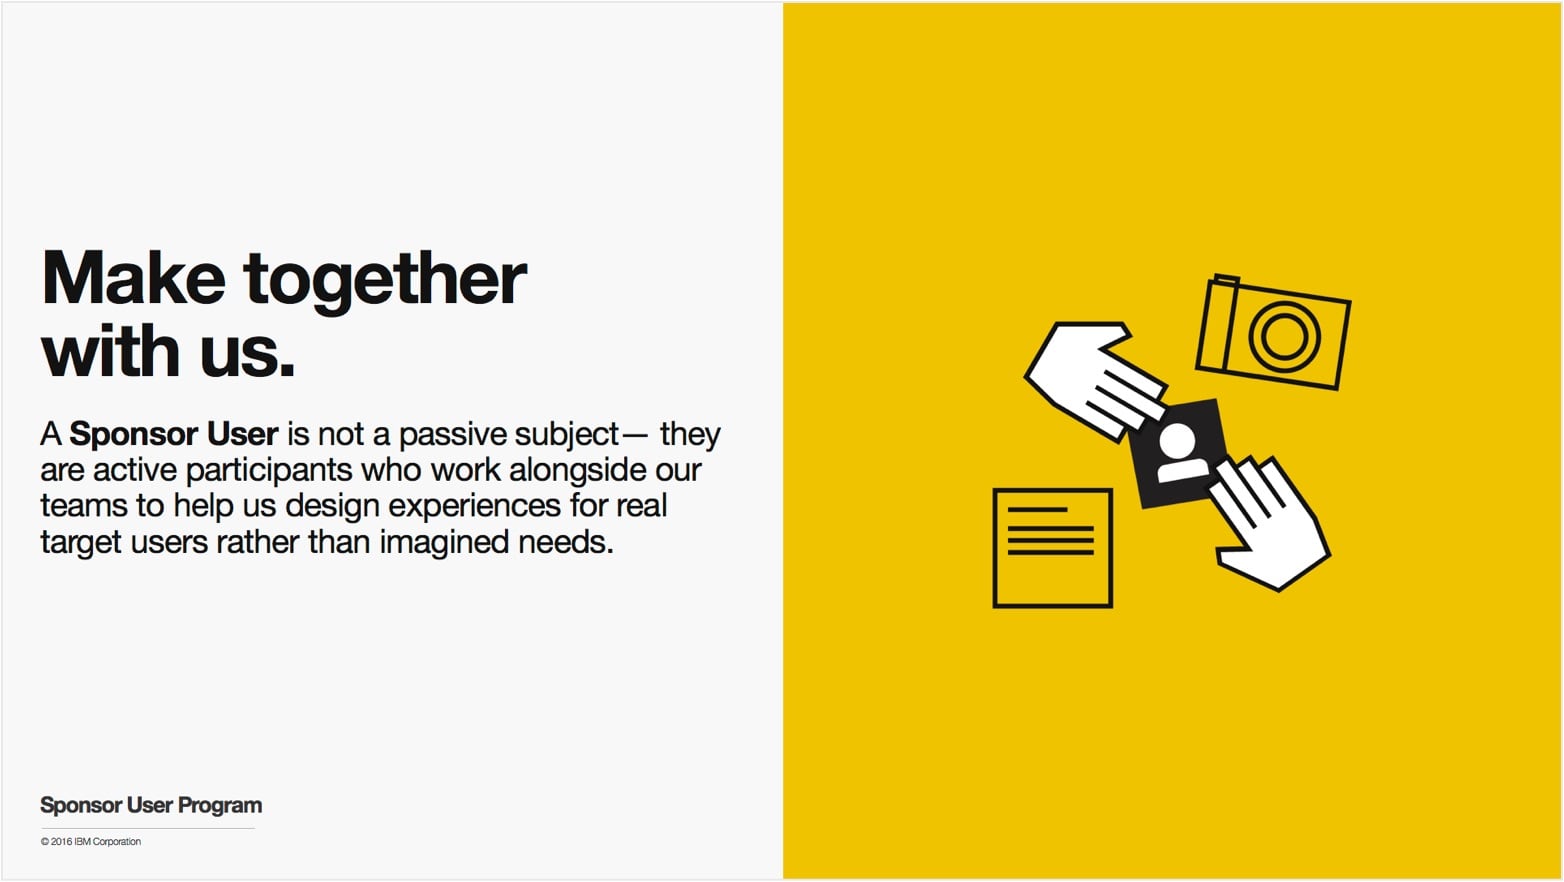 Make together
with us.
A Sponsor User is not a passive subject— they
are active participants who work alongside our
teams to help us design experiences for real
target users rather than imagined needs.
Sponsor User Program
© 2016 IBM Corporation